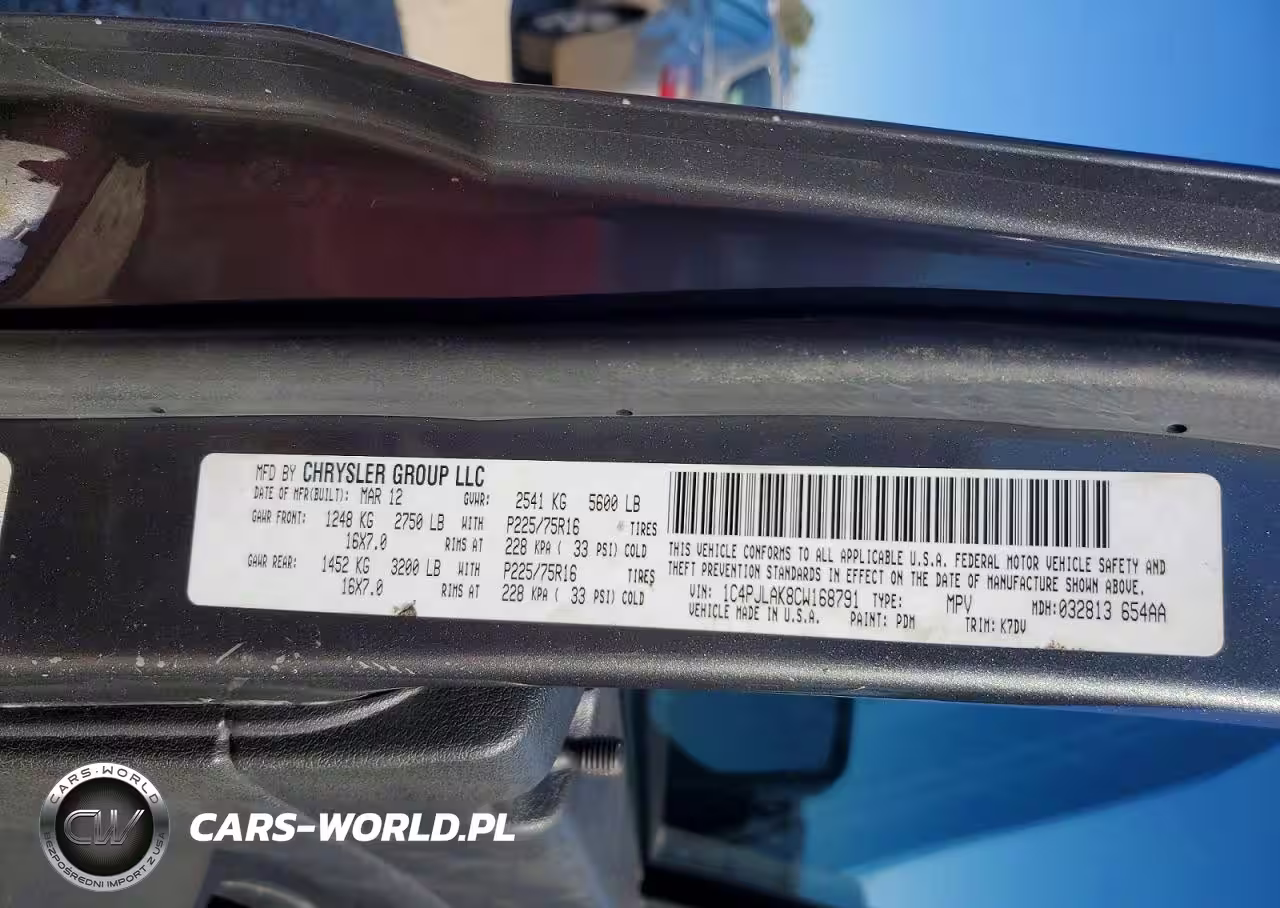 MFD BY CHRYSLER GROUP LLC
DATE OF MFR(BUILT): MAR 12 GVWR: 2541 KG 5600 LB
GAWR FRONT: 1248 KG 2750 LB WITH P225/75R16 TIRES
16X7.0 RIMS AT 228 KPA ( 33 PSI) COLD
GAWR REAR: 1452 KG 3200 LB WITH P225/75R16 TIRES
16X7.0 RIMS AT 228 KPA ( 33 PSI) COLD
THIS VEHICLE CONFORMS TO ALL APPLICABLE U.S.A. FEDERAL MOTOR VEHICLE SAFETY AND
THEFT PREVENTION STANDARDS IN EFFECT ON THE DATE OF MANUFACTURE SHOWN ABOVE.
VIN: 1C4PJLAK8CW168791 TYPE: MPV MDH:032813 654AA
VEHICLE MADE IN U.S.A. PAINT: PDM TRIM: K7DV
CARS-WORLD
CW
BEZPOŚREDNI IMPORT Z USA
CARS-WORLD.PL